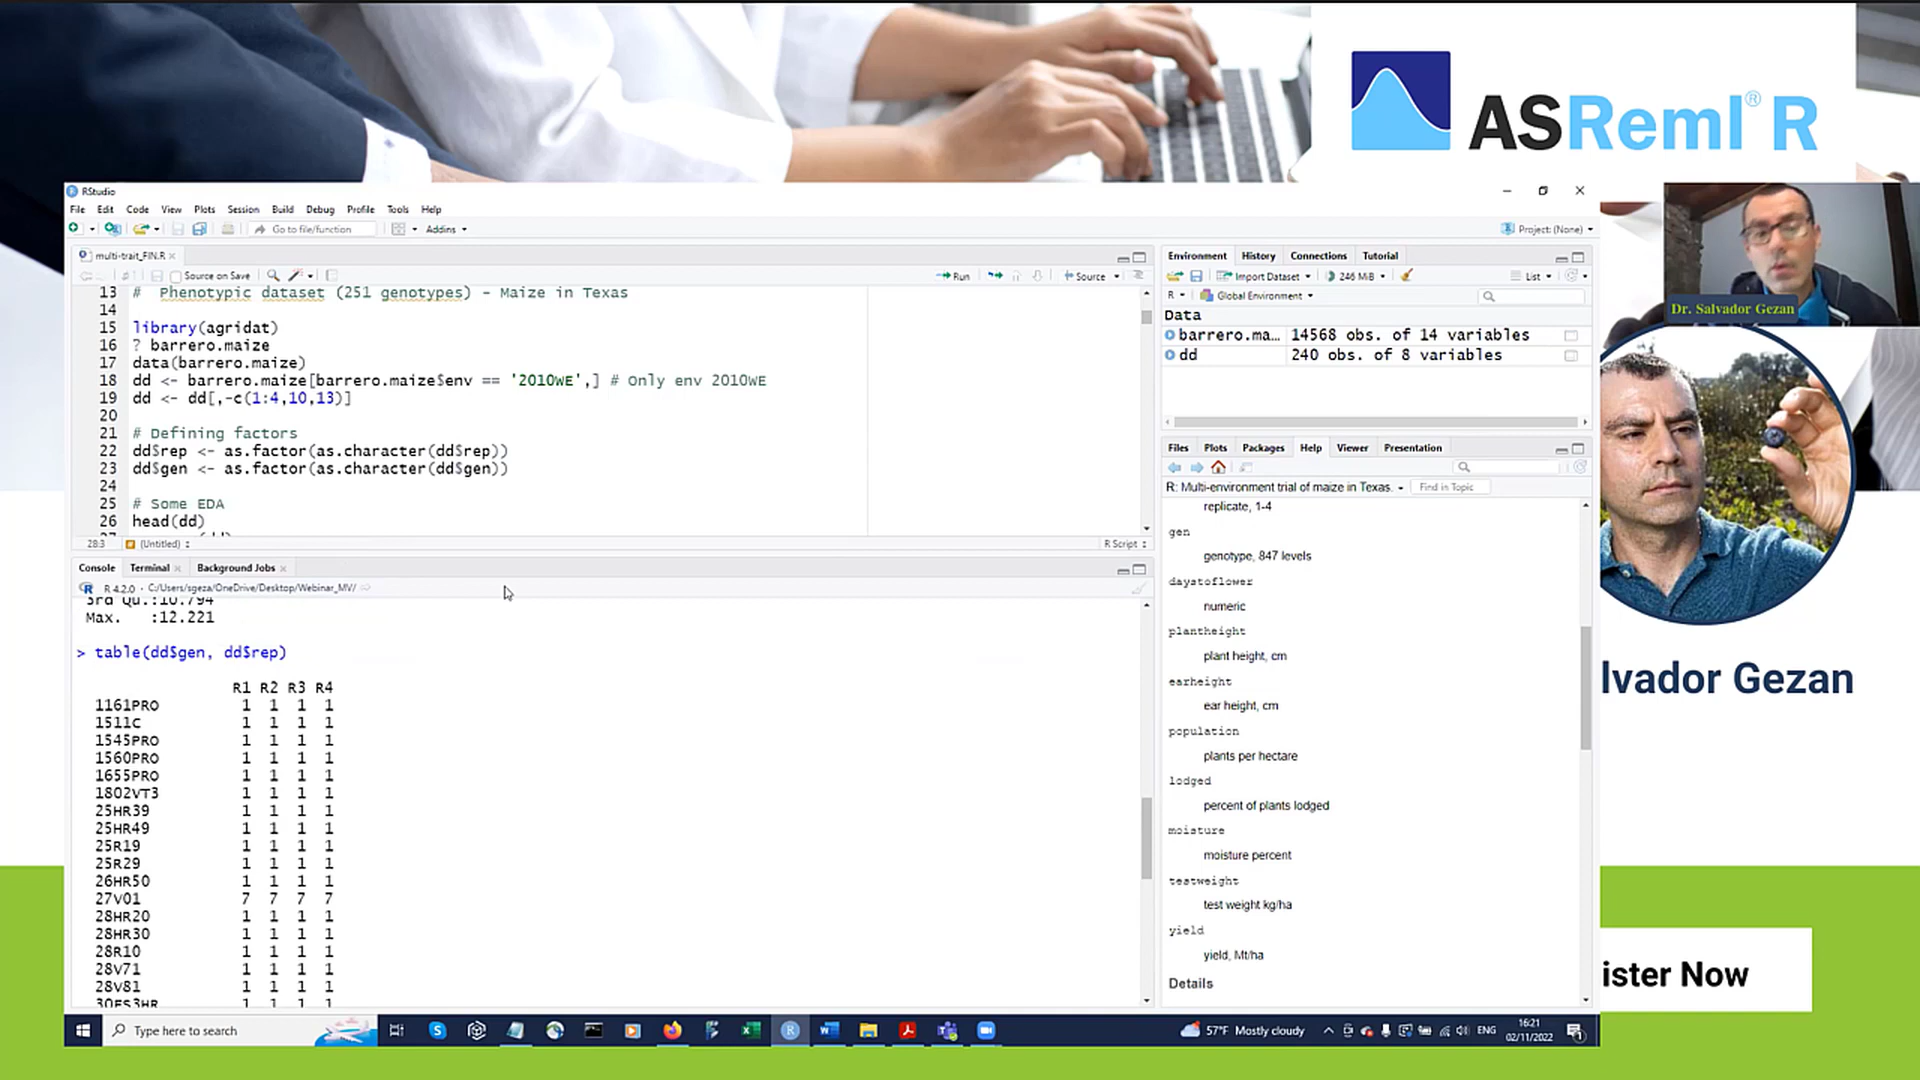 ASReml® R
RStudio
File Edit Code View Plots Session Build Debug Profile Tools Help
Go to file/function
Addins
Project: (None)
multi-trait_FIN.R
Source on Save
Run
Source
13 # Phenotypic dataset (251 genotypes) - Maize in Texas
14
15 library(agridat)
16 ? barrero.maize
17 data(barrero.maize)
18 dd <- barrero.maize[barrero.maize$env == '2010WE',] # Only env 2010WE
19 dd <- dd[,-c(1:4,10,13)]
20
21 # Defining factors
22 dd$rep <- as.factor(as.character(dd$rep))
23 dd$gen <- as.factor(as.character(dd$gen))
24
25 # Some EDA
26 head(dd)
28:3 (Untitled)
R Script
Console Terminal Background Jobs
R 4.2.0 · C:/Users/sgeza/OneDrive/Desktop/Webinar_MV/
3rd Qu.:10.794
Max. :12.221
> table(dd$gen, dd$rep)
R1 R2 R3 R4
1161PRO 1 1 1 1
1511C 1 1 1 1
1545PRO 1 1 1 1
1560PRO 1 1 1 1
1655PRO 1 1 1 1
1802VT3 1 1 1 1
25HR39 1 1 1 1
25HR49 1 1 1 1
25R19 1 1 1 1
25R29 1 1 1 1
26HR50 1 1 1 1
27V01 7 7 7 7
28HR20 1 1 1 1
28HR30 1 1 1 1
28R10 1 1 1 1
28V71 1 1 1 1
28V81 1 1 1 1
30FS3HR 1 1 1 1
Environment History Connections Tutorial
Import Dataset
246 MiB
List
R
Global Environment
Data
barrero.ma... 14568 obs. of 14 variables
dd 240 obs. of 8 variables
Files Plots Packages Help Viewer Presentation
R: Multi-environment trial of maize in Texas.
Find in Topic
replicate, 1-4
gen
genotype, 847 levels
daystoflower
numeric
plantheight
plant height, cm
earheight
ear height, cm
population
plants per hectare
lodged
percent of plants lodged
moisture
moisture percent
testweight
test weight kg/ha
yield
yield, Mt/ha
Details
Dr. Salvador Gezan
lvador Gezan
ister Now
Type here to search
57°F Mostly cloudy
ENG
16:21
02/11/2022